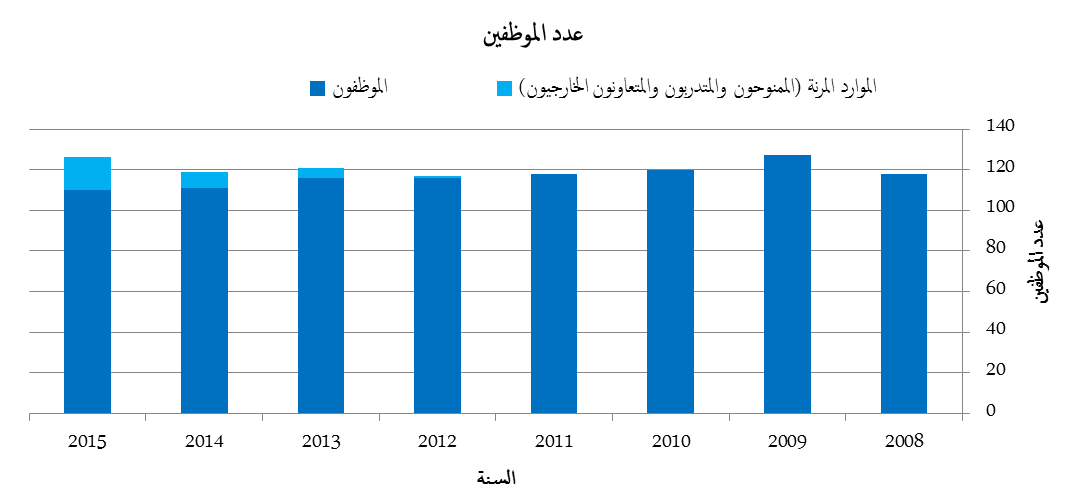 عدد الموظفين
الموارد المرنة (الممنوحون والمتدربون والمتعاونون الخارجيون)
الموظفون
140
120
100
80
60
40
20
0
عدد الموظفين
2008 2009 2010 2011 2012 2013 2014 2015
السنة